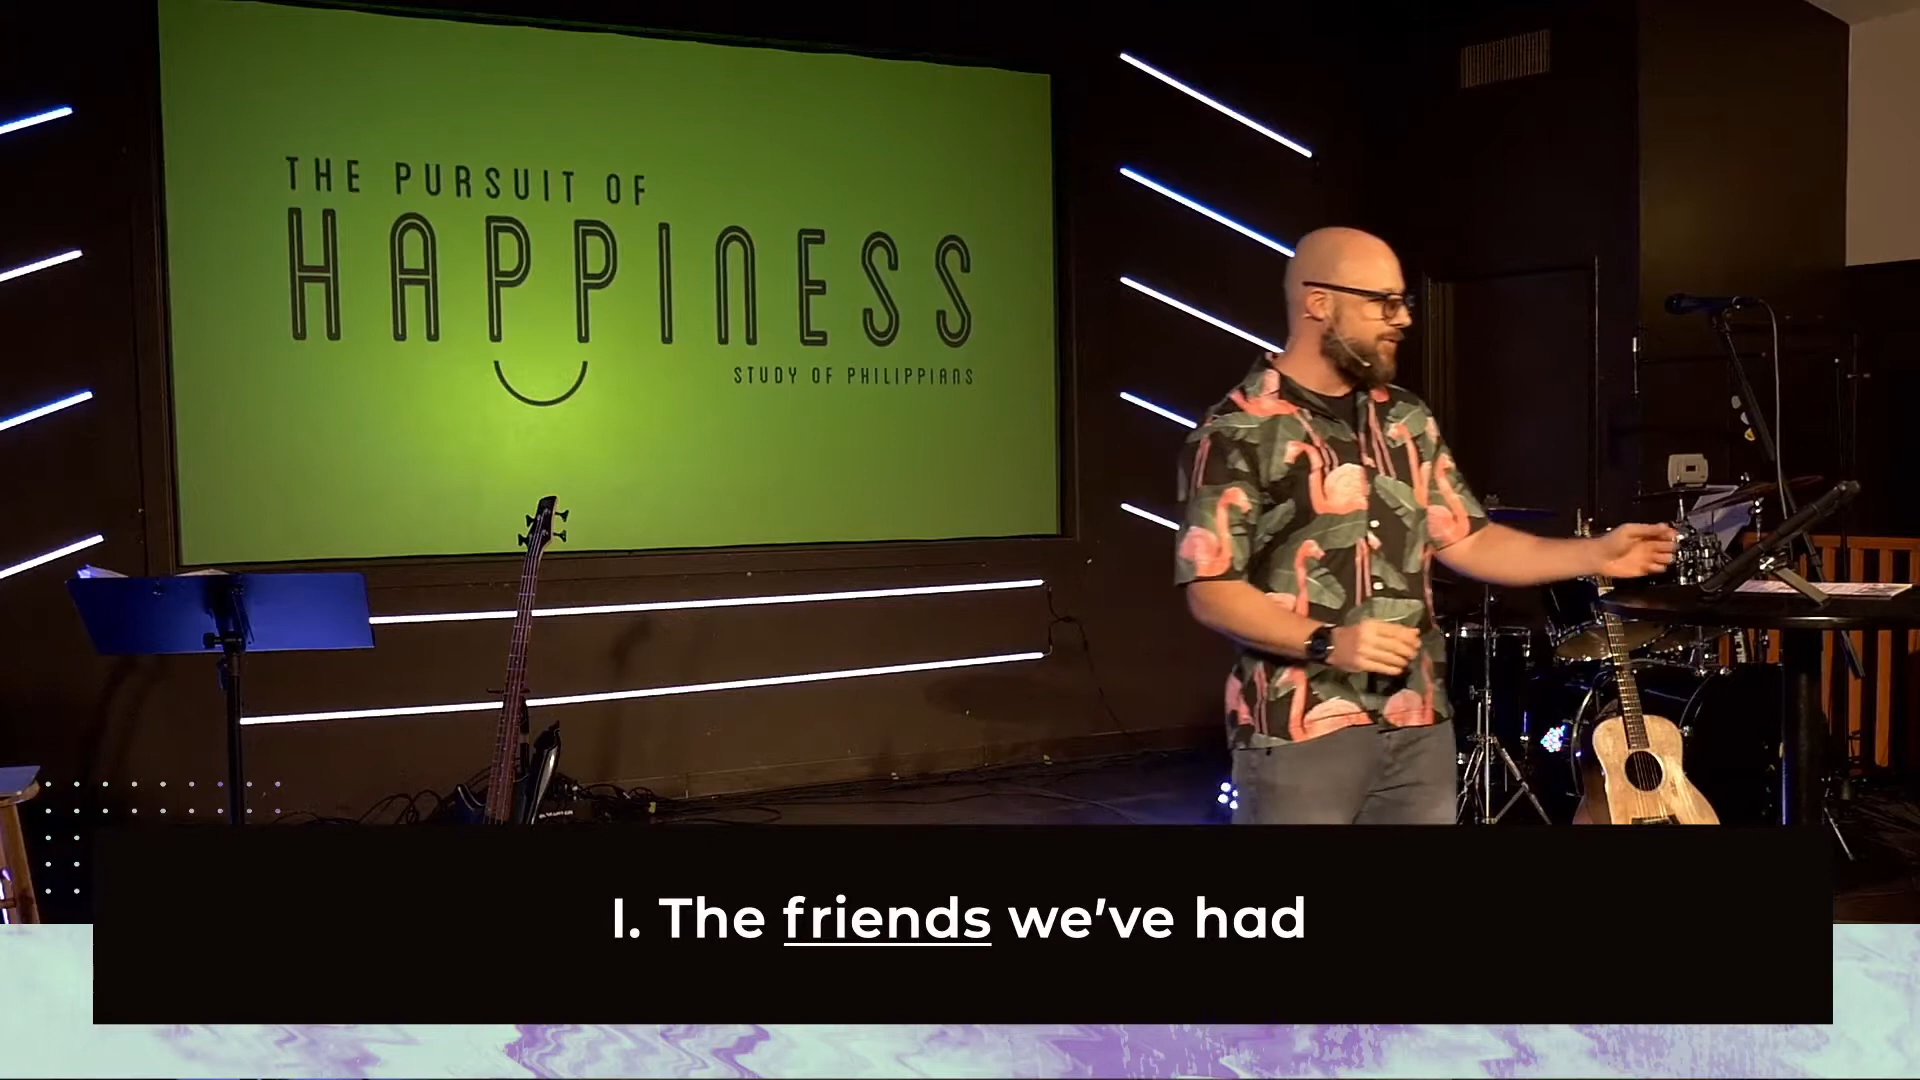 THE PURSUIT OF
HAPPINESS
STUDY OF PHILIPPIANS
I. The friends we've had